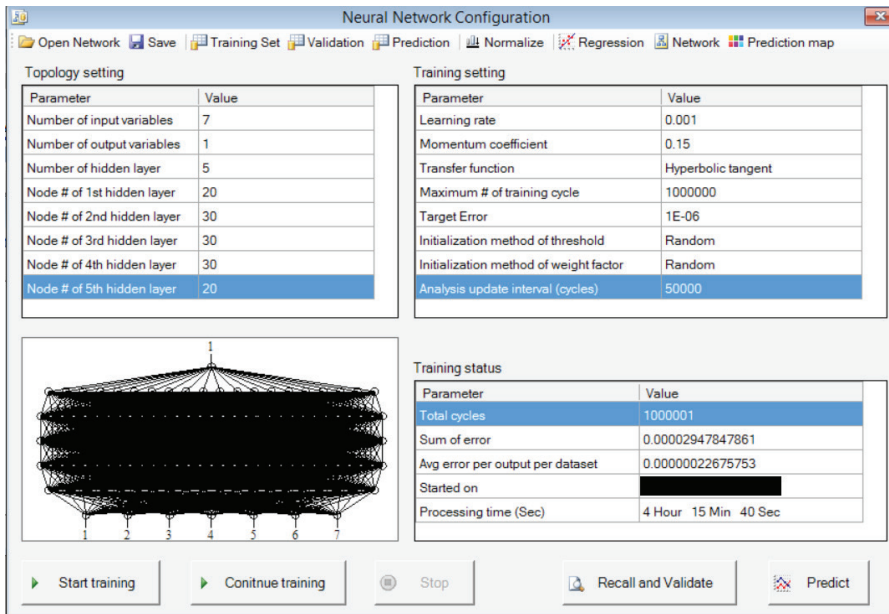 Neural Network Configuration
Open Network Save Training Set Validation Prediction Normalize Regression Network Prediction map
Topology setting
Parameter Value
Number of input variables 7
Number of output variables 1
Number of hidden layer 5
Node # of 1st hidden layer 20
Node # of 2nd hidden layer 30
Node # of 3rd hidden layer 30
Node # of 4th hidden layer 30
Node # of 5th hidden layer 20
Training setting
Parameter Value
Learning rate 0.001
Momentum coefficient 0.15
Transfer function Hyperbolic tangent
Maximum # of training cycle 1000000
Target Error 1E-06
Initialization method of threshold Random
Initialization method of weight factor Random
Analysis update interval (cycles) 50000
1
1 2 3 4 5 6 7
Training status
Parameter Value
Total cycles 1000001
Sum of error 0.00002947847861
Avg error per output per dataset 0.00000022675753
Started on
Processing time (Sec) 4 Hour 15 Min 40 Sec
Start training Conitnue training Stop Recall and Validate Predict